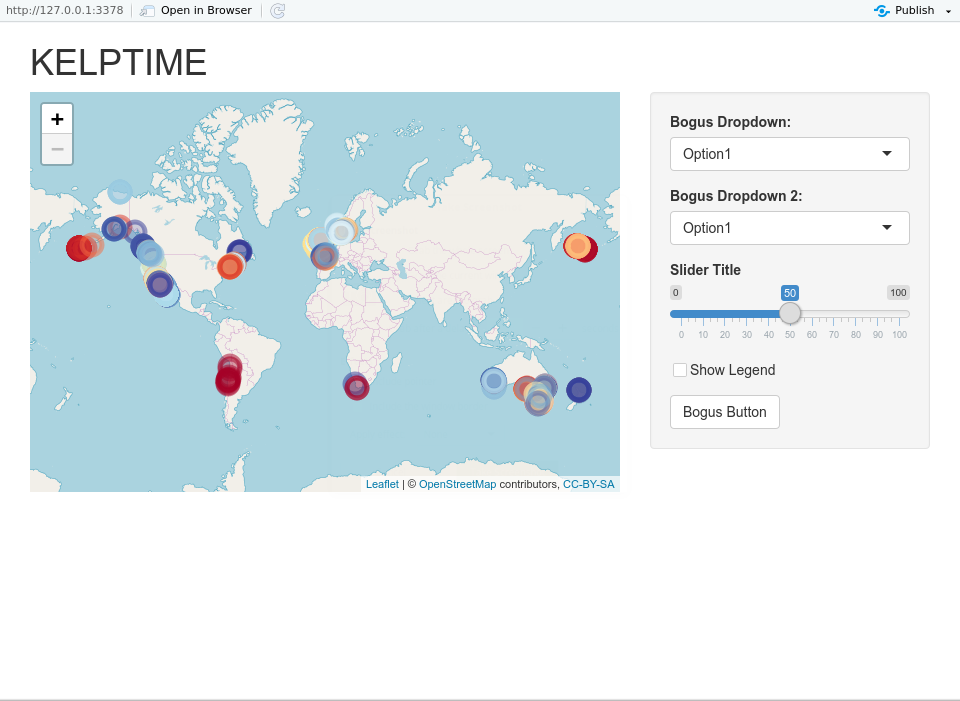 http://127.0.0.1:3378 Open in Browser Publish
KELPTIME
+
−
Leaflet | © OpenStreetMap contributors, CC-BY-SA
Bogus Dropdown:
Option1
Bogus Dropdown 2:
Option1
Slider Title
0 50 100
0 10 20 30 40 50 60 70 80 90 100
Show Legend
Bogus Button